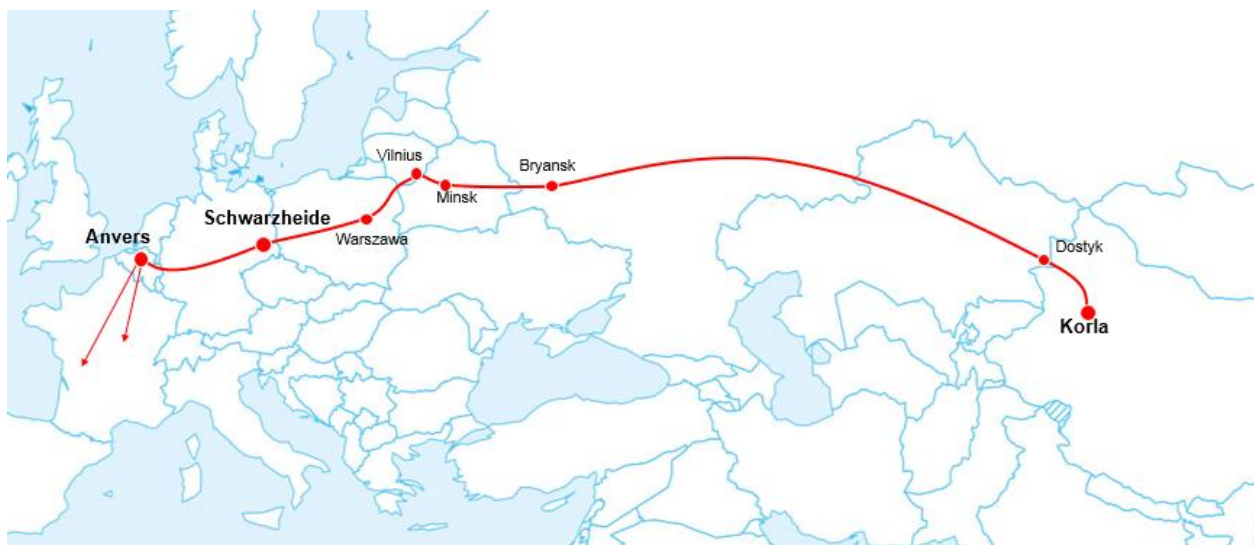 Vilnius
Bryansk
Minsk
Schwarzheide
Anvers
Warszawa
Dostyk
Korla